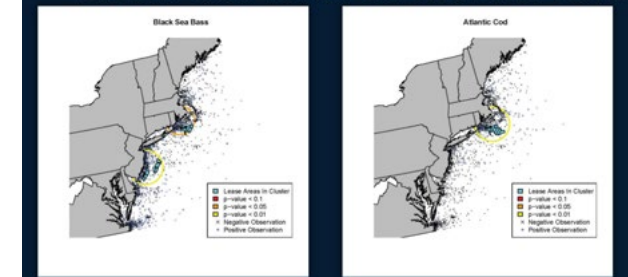 Black Sea Bass
Lease Areas In Cluster
p-value < 0.1
p-value < 0.05
p-value < 0.01
Negative Observation
Positive Observation
Atlantic Cod
Lease Areas In Cluster
p-value < 0.1
p-value < 0.05
p-value < 0.01
Negative Observation
Positive Observation